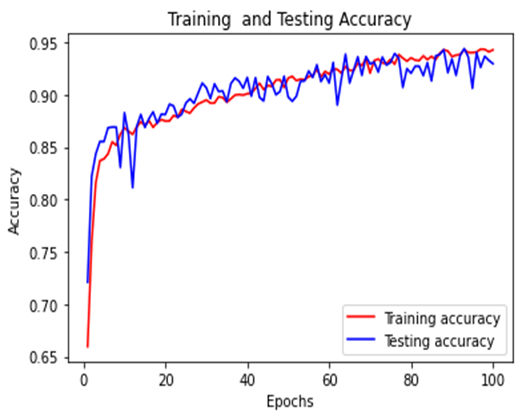 Training  and Testing Accuracy
0.95
0.90
0.85
0.80
0.75
0.70
0.65
Accuracy
Training accuracy
Testing accuracy
0 20 40 60 80 100
Epochs